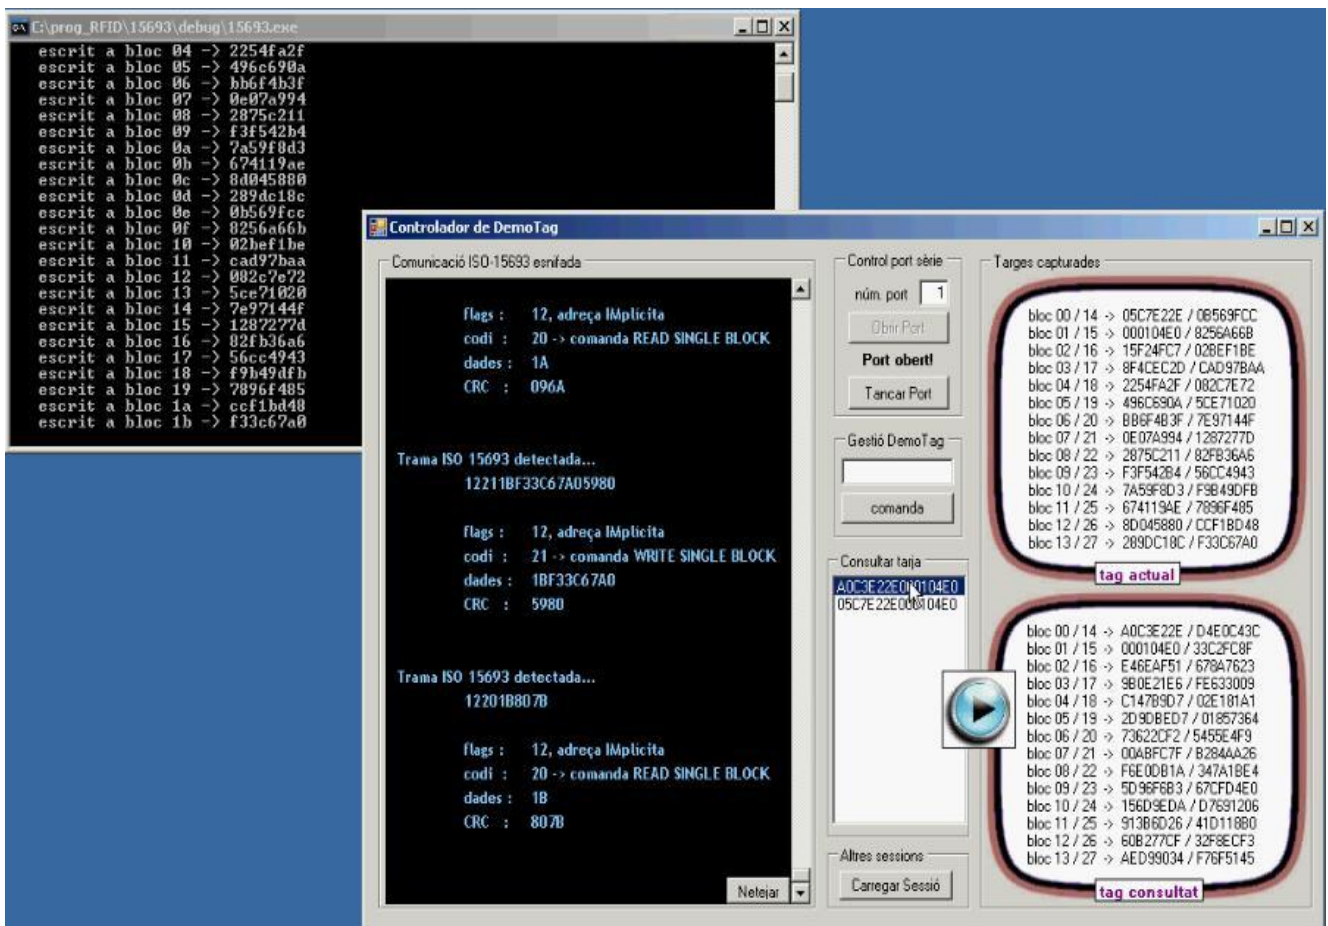 C:\prog_RFID\15693\debug\15693.exe
escrit a bloc 04 -> 2254fa2f
escrit a bloc 05 -> 496c690a
escrit a bloc 06 -> bb6f4b3f
escrit a bloc 07 -> 0e07a994
escrit a bloc 08 -> 2875c211
escrit a bloc 09 -> f3f542b4
escrit a bloc 0a -> 7a59f8d3
escrit a bloc 0b -> 674119ae
escrit a bloc 0c -> 8d045880
escrit a bloc 0d -> 289dc18c
escrit a bloc 0e -> 0b569fcc
escrit a bloc 0f -> 8256a66b
escrit a bloc 10 -> 02bef1be
escrit a bloc 11 -> cad97baa
escrit a bloc 12 -> 082c7e72
escrit a bloc 13 -> 5ce71020
escrit a bloc 14 -> 7e97144f
escrit a bloc 15 -> 1287277d
escrit a bloc 16 -> 82fb36a6
escrit a bloc 17 -> 56cc4943
escrit a bloc 18 -> f9b49dfb
escrit a bloc 19 -> 7896f485
escrit a bloc 1a -> ccf1bd48
escrit a bloc 1b -> f33c67a0
Controlador de DemoTag
Comunicació ISO-15693 esnifada
flags : 12, adreça IMplicita
codi : 20 -> comanda READ SINGLE BLOCK
dades : 1A
CRC : 096A
Trama ISO 15693 detectada...
12211BF33C67A05980
flags : 12, adreça IMplicita
codi : 21 -> comanda WRITE SINGLE BLOCK
dades : 1BF33C67A0
CRC : 5980
Trama ISO 15693 detectada...
12201B807B
flags : 12, adreça IMplicita
codi : 20 -> comanda READ SINGLE BLOCK
dades : 1B
CRC : 807B
Netejar
Control port sèrie
núm. port 1
Obrir Port
Port obert!
Tancar Port
Gestió DemoTag
comanda
Consultar tarja
A0C3E22E000104E0
05C7E22E000104E0
Altres sessions
Carregar Sessió
Targes capturades
bloc 00 / 14 -> 05C7E22E / 0B569FCC
bloc 01 / 15 -> 000104E0 / 8256A66B
bloc 02 / 16 -> 15F24FC7 / 02BEF1BE
bloc 03 / 17 -> 8F4CEC2D / CAD97BAA
bloc 04 / 18 -> 2254FA2F / 082C7E72
bloc 05 / 19 -> 496C690A / 5CE71020
bloc 06 / 20 -> BB6F4B3F / 7E97144F
bloc 07 / 21 -> 0E07A994 / 1287277D
bloc 08 / 22 -> 2875C211 / 82FB36A6
bloc 09 / 23 -> F3F542B4 / 56CC4943
bloc 10 / 24 -> 7A59F8D3 / F9B49DFB
bloc 11 / 25 -> 674119AE / 7896F485
bloc 12 / 26 -> 8D045880 / CCF1BD48
bloc 13 / 27 -> 289DC18C / F33C67A0
tag actual
bloc 00 / 14 -> A0C3E22E / D4E0C43C
bloc 01 / 15 -> 000104E0 / 33C2FC8F
bloc 02 / 16 -> E46EAF51 / 678A7623
bloc 03 / 17 -> 9B0E21E6 / FE633009
bloc 04 / 18 -> C147B9D7 / 02E181A1
bloc 05 / 19 -> 2D9DBED7 / 01857364
bloc 06 / 20 -> 73622CF2 / 5455E4F9
bloc 07 / 21 -> 00ABFC7F / B284AA26
bloc 08 / 22 -> F6E0DB1A / 347A1BE4
bloc 09 / 23 -> 5D96F6B3 / 67CFD4E0
bloc 10 / 24 -> 156D9EDA / D7691206
bloc 11 / 25 -> 913B6D26 / 41D118B0
bloc 12 / 26 -> 60B277CF / 32F8ECF3
bloc 13 / 27 -> AED99034 / F76F5145
tag consultat